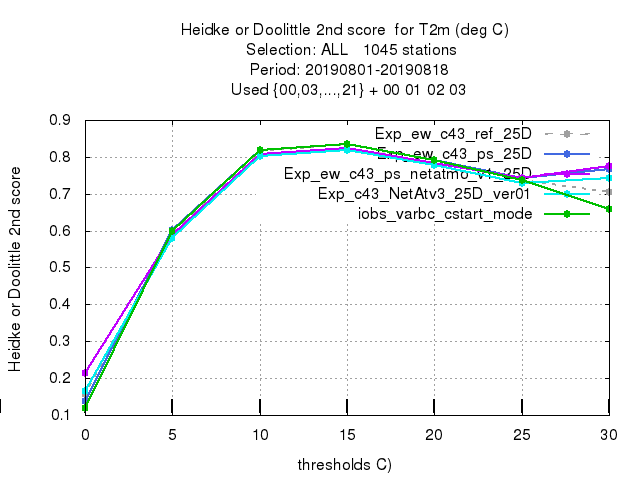 Heidke or Doolittle 2nd score  for T2m (deg C)
Selection: ALL   1045 stations
Period: 20190801-20190818
Used {00,03,...,21} + 00 01 02 03
Heidke or Doolittle 2nd score
0.9
0.8
0.7
0.6
0.5
0.4
0.3
0.2
0.1
Exp_ew_c43_ref_25D
Exp_ew_c43_ps_25D
Exp_ew_c43_ps_netatmo_v3_25D
Exp_c43_NetAtv3_25D_ver01
iobs_varbc_cstart_mode
0 5 10 15 20 25 30
thresholds C)